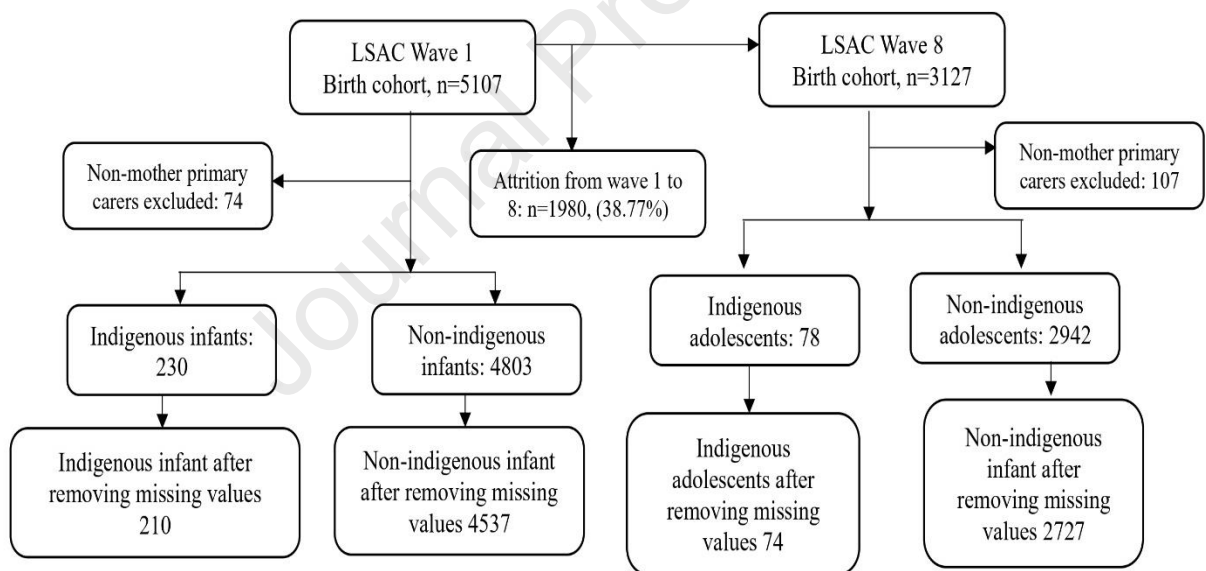 LSAC Wave 1
Birth cohort, n=5107
LSAC Wave 8
Birth cohort, n=3127
Non-mother primary
carers excluded: 74
Attrition from wave 1 to
8: n=1980, (38.77%)
Non-mother primary
carers excluded: 107
Indigenous infants:
230
Non-indigenous
infants: 4803
Indigenous
adolescents: 78
Non-indigenous
adolescents: 2942
Indigenous infant after
removing missing values
210
Non-indigenous infant
after removing missing
values 4537
Indigenous
adolescents after
removing missing
values 74
Non-indigenous
infant after
removing missing
values 2727
Journal Pre